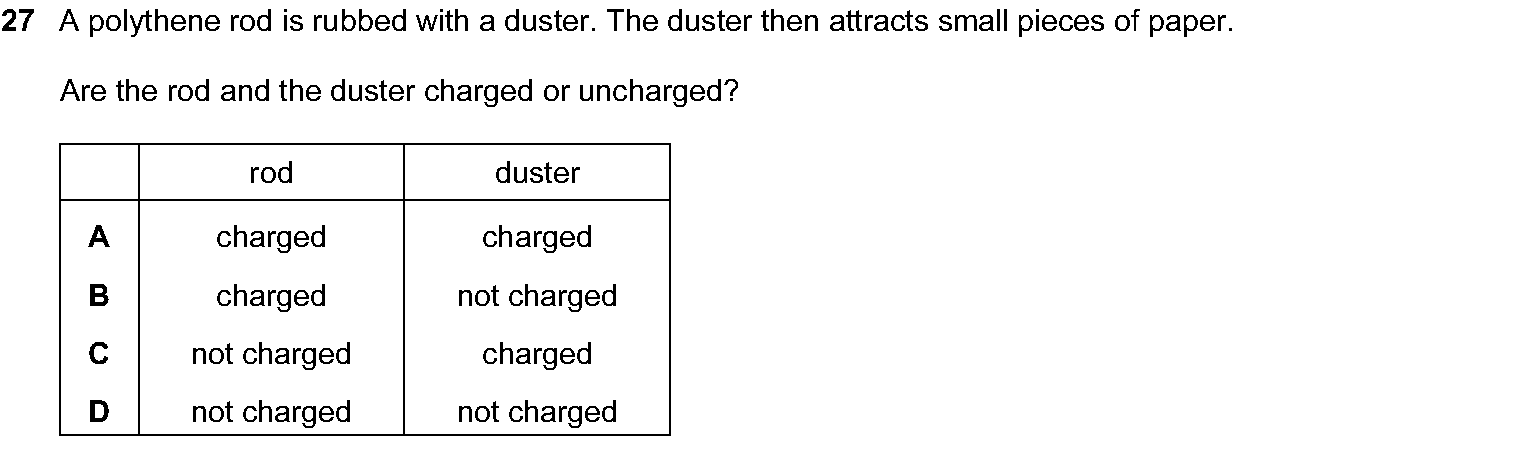 27 A polythene rod is rubbed with a duster. The duster then attracts small pieces of paper.
Are the rod and the duster charged or uncharged?
rod duster
A charged charged
B charged not charged
C not charged charged
D not charged not charged